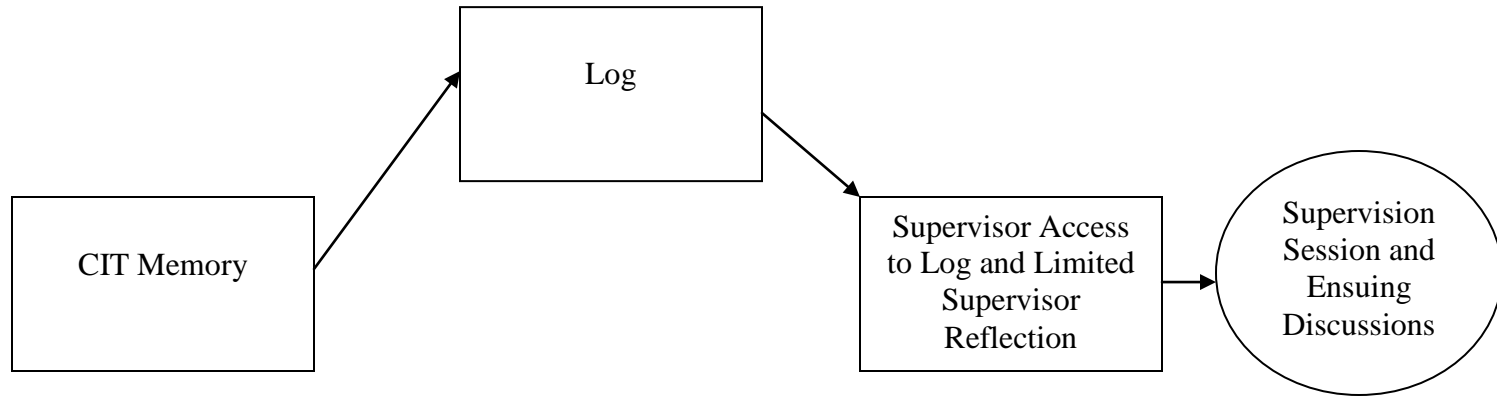 Log
CIT Memory
Supervisor Access
to Log and Limited
Supervisor
Reflection
Supervision
Session and
Ensuing
Discussions